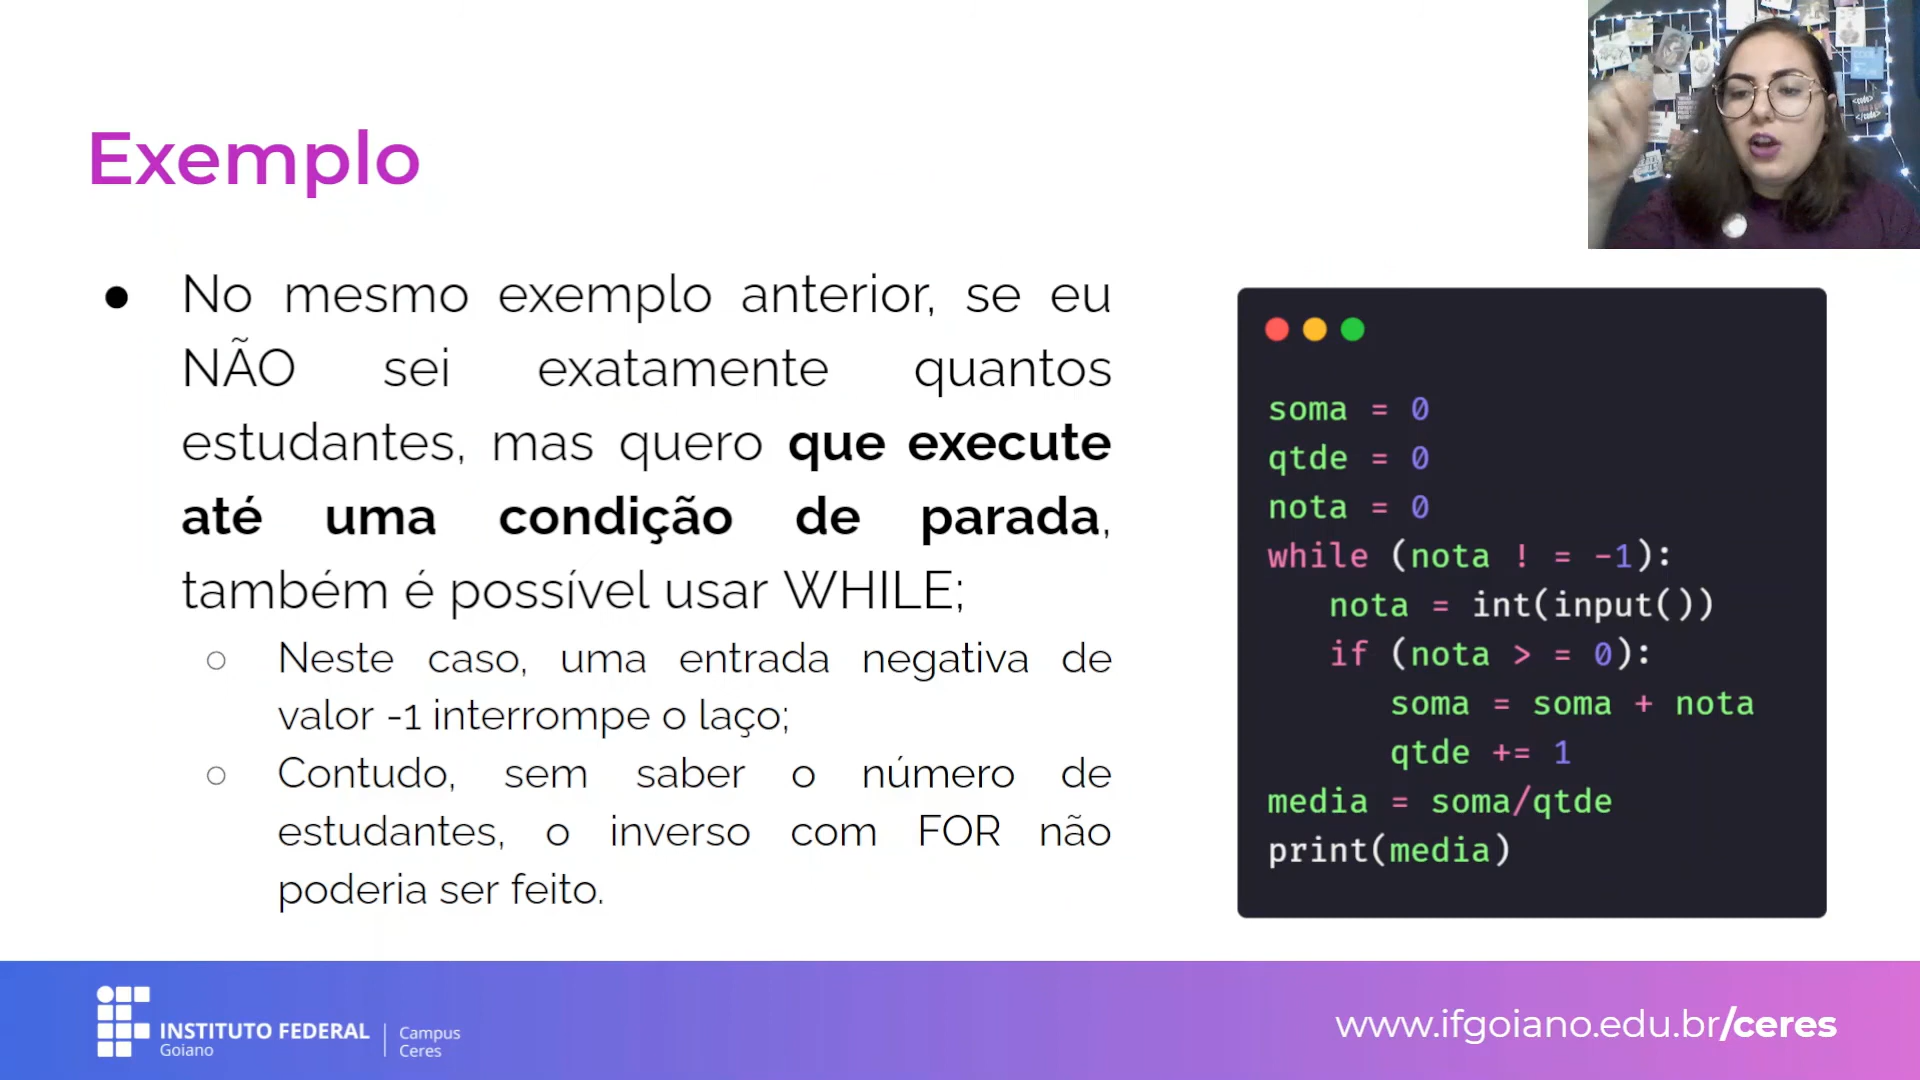 Exemplo
● No mesmo exemplo anterior, se eu
NÃO sei exatamente quantos
estudantes, mas quero que execute
até uma condição de parada,
também é possível usar WHILE;
○ Neste caso, uma entrada negativa de
valor -1 interrompe o laço;
○ Contudo, sem saber o número de
estudantes, o inverso com FOR não
poderia ser feito.
soma = 0
qtde = 0
nota = 0
while (nota ! = -1):
nota = int(input())
if (nota > = 0):
soma = soma + nota
qtde += 1
media = soma/qtde
print(media)
INSTITUTO FEDERAL
Goiano
Campus
Ceres
www.ifgoiano.edu.br/ceres